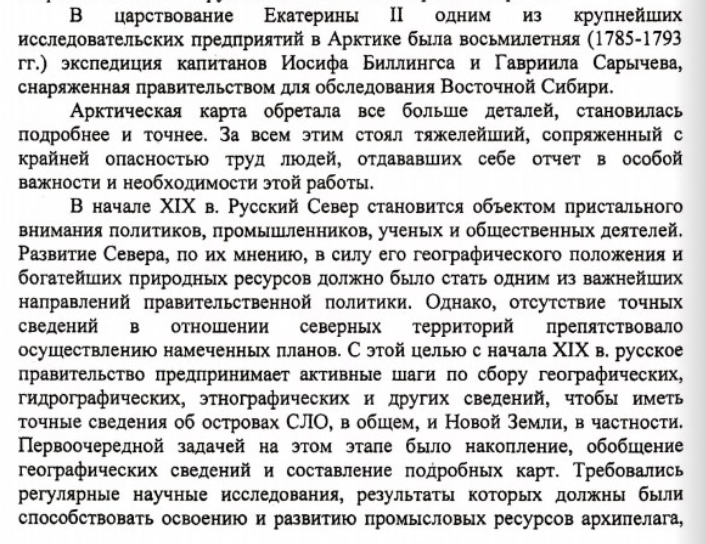 В царствование Екатерины II одним из крупнейших
исследовательских предприятий в Арктике была восьмилетняя (1785-1793
гг.) экспедиция капитанов Иосифа Биллингса и Гавриила Сарычева,
снаряженная правительством для обследования Восточной Сибири.
Арктическая карта обретала все больше деталей, становилась
подробнее и точнее. За всем этим стоял тяжелейший, сопряженный с
крайней опасностью труд людей, отдававших себе отчет в особой
важности и необходимости этой работы.
В начале XIX в. Русский Север становится объектом пристального
внимания политиков, промышленников, ученых и общественных деятелей.
Развитие Севера, по их мнению, в силу его географического положения и
богатейших природных ресурсов должно было стать одним из важнейших
направлений правительственной политики. Однако, отсутствие точных
сведений в отношении северных территорий препятствовало
осуществлению намеченных планов. С этой целью с начала XIX в. русское
правительство предпринимает активные шаги по сбору географических,
гидрографических, этнографических и других сведений, чтобы иметь
точные сведения об островах СЛО, в общем, и Новой Земли, в частности.
Первоочередной задачей на этом этапе было накопление, обобщение
географических сведений и составление подробных карт. Требовались
регулярные научные исследования, результаты которых должны были
способствовать освоению и развитию промысловых ресурсов архипелага,